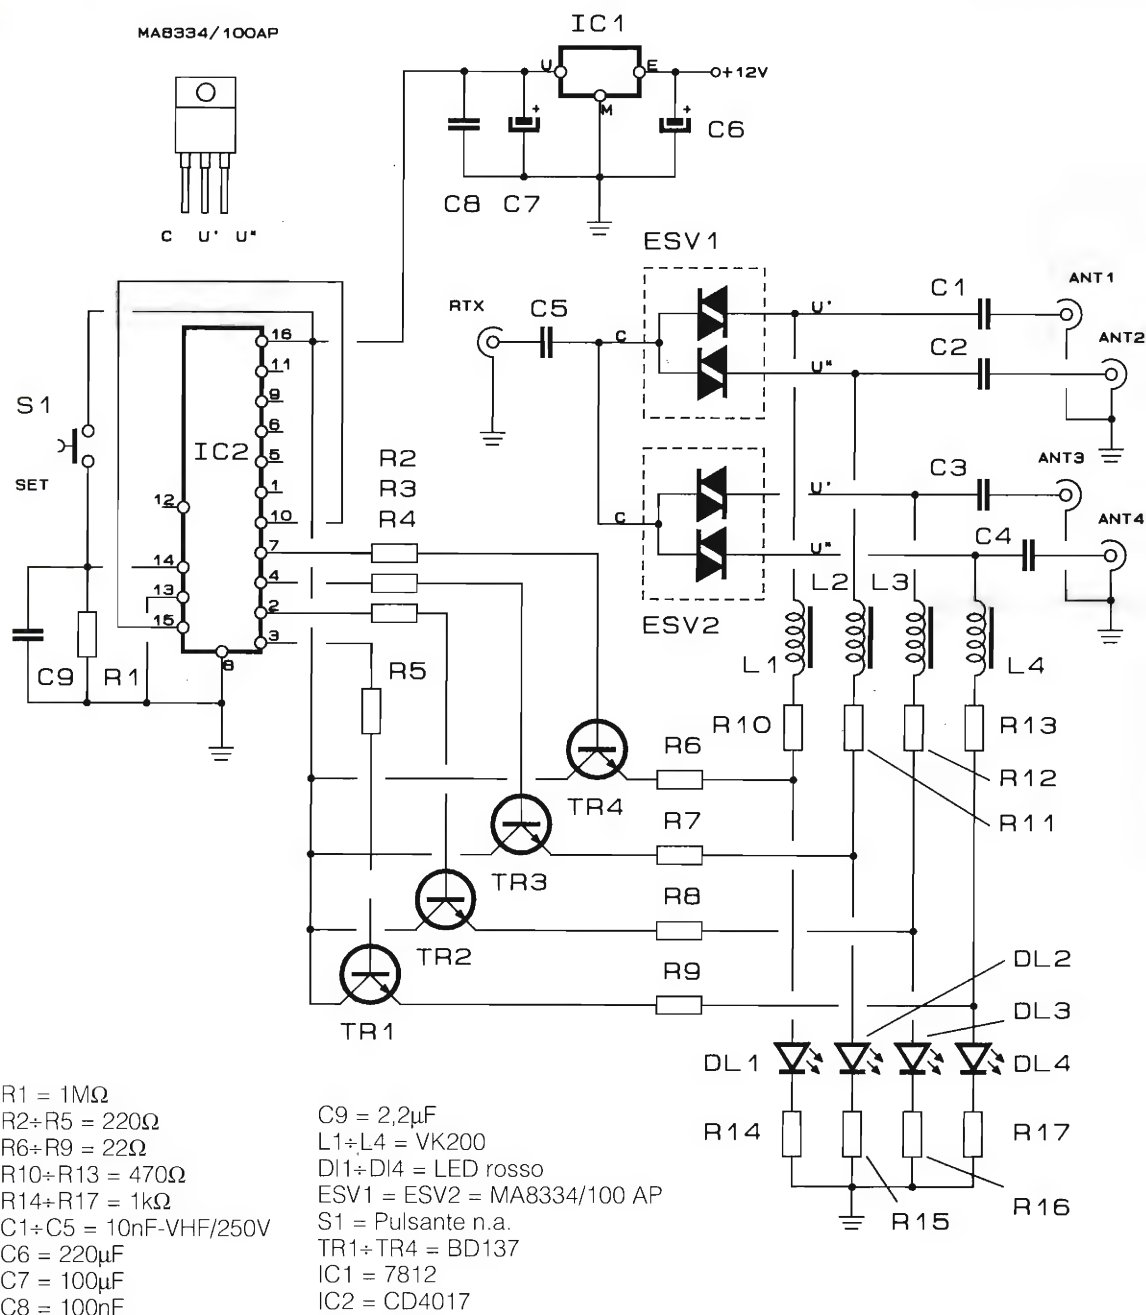 MA8334/100AP
C U' U"
IC1
U
E
M
+12V
C6
C8 C7
ESV1
RTX
C5
C
U'
U"
C1
C2
ANT1
ANT2
S1
SET
IC2
16
11
9
6
5
1
10
7
4
2
3
12
14
13
15
8
C9 R1
R2
R3
R4
R5
ESV2
C
U'
U"
C3
C4
ANT3
ANT4
L1
L2
L3
L4
R10
R13
R12
R11
R6
R7
R8
R9
TR4
TR3
TR2
TR1
DL2
DL3
DL1
DL4
R14
R17
R15
R16
R1 = 1MΩ
R2÷R5 = 220Ω
R6÷R9 = 22Ω
R10÷R13 = 470Ω
R14÷R17 = 1kΩ
C1÷C5 = 10nF-VHF/250V
C6 = 220µF
C7 = 100µF
C8 = 100nF
C9 = 2,2µF
L1÷L4 = VK200
Dl1÷Dl4 = LED rosso
ESV1 = ESV2 = MA8334/100 AP
S1 = Pulsante n.a.
TR1÷TR4 = BD137
IC1 = 7812
IC2 = CD4017